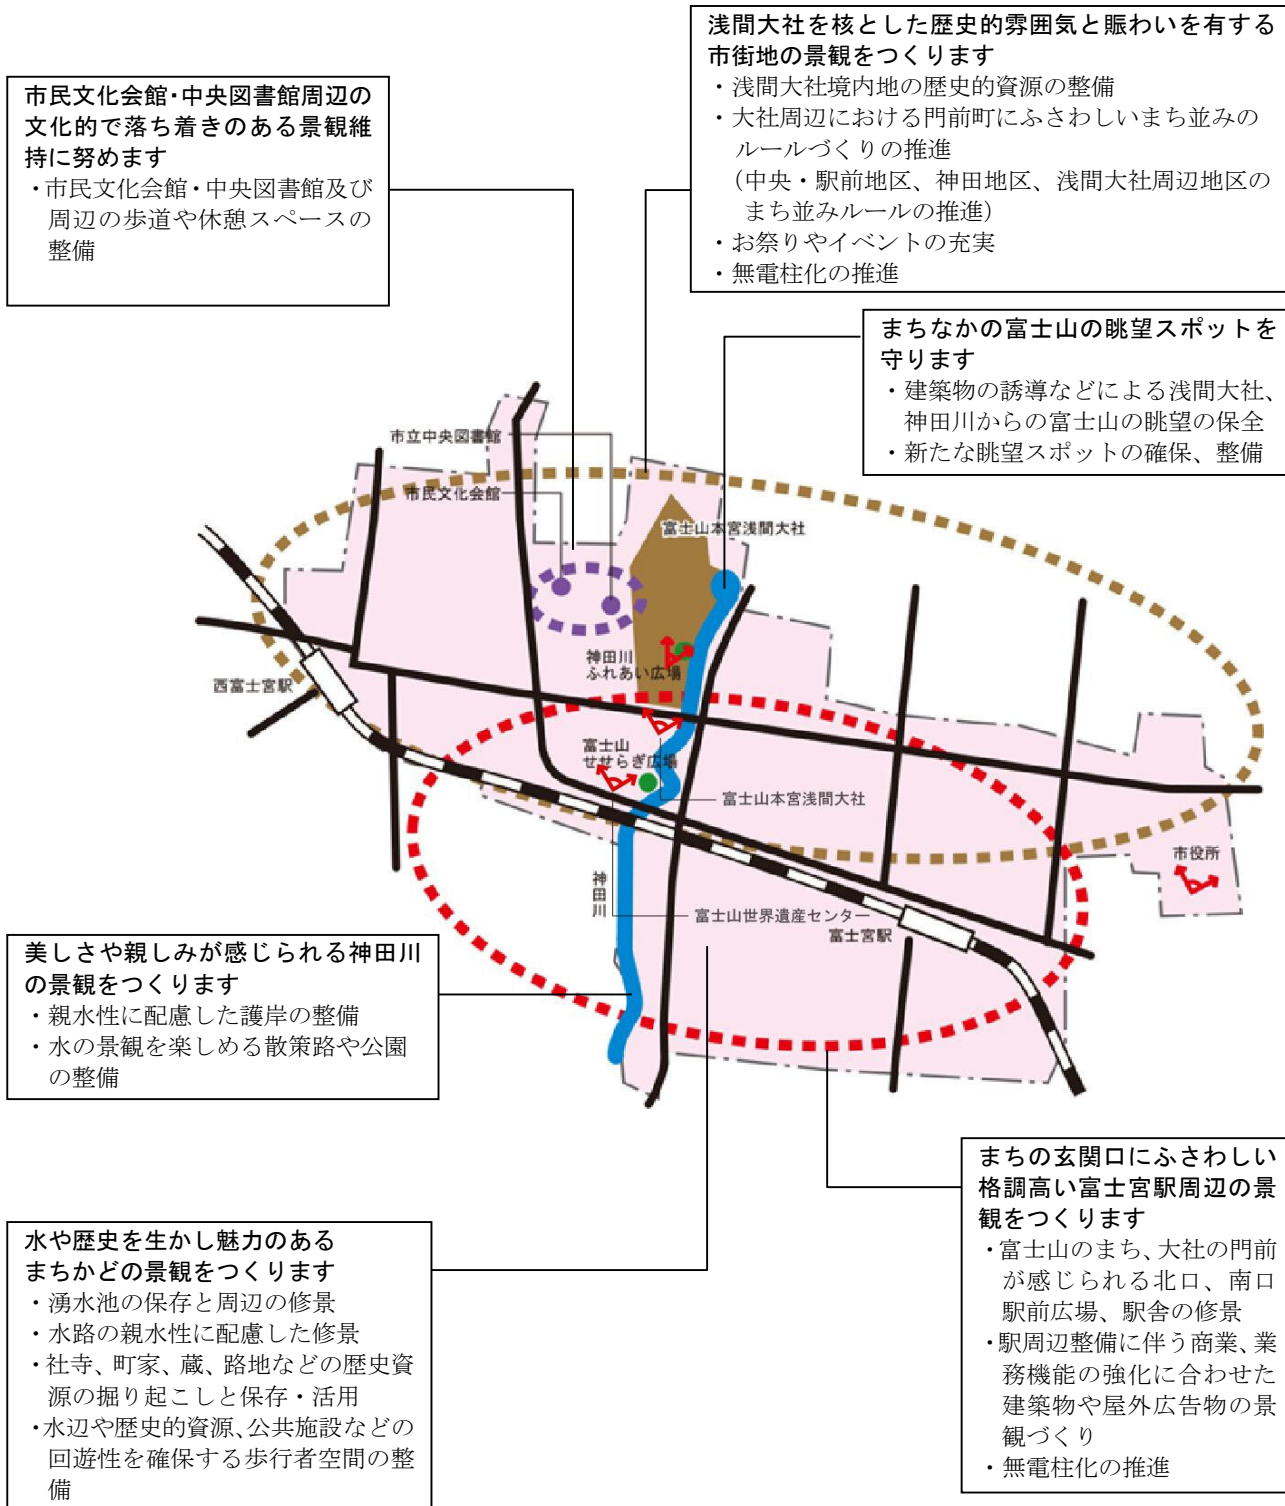 浅間大社を核とした歴史的雰囲気と賑わいを有する
市街地の景観をつくります
・浅間大社境内地の歴史的資源の整備
・大社周辺における門前町にふさわしいまち並みの
ルールづくりの推進
（中央・駅前地区、神田地区、浅間大社周辺地区の
まち並みルールの推進）
・お祭りやイベントの充実
・無電柱化の推進
市民文化会館・中央図書館周辺の
文化的で落ち着きのある景観維
持に努めます
・市民文化会館・中央図書館及び
周辺の歩道や休憩スペースの
整備
まちなかの富士山の眺望スポットを
守ります
・建築物の誘導などによる浅間大社、
神田川からの富士山の眺望の保全
・新たな眺望スポットの確保、整備
市立中央図書館
市民文化会館
富士山本宮浅間大社
神田川
ふれあい広場
西富士宮駅
富士山
せせらぎ広場
富士山本宮浅間大社
市役所
神田川
富士山世界遺産センター
富士宮駅
美しさや親しみが感じられる神田川
の景観をつくります
・親水性に配慮した護岸の整備
・水の景観を楽しめる散策路や公園
の整備
まちの玄関口にふさわしい
格調高い富士宮駅周辺の景
観をつくります
・富士山のまち、大社の門前
が感じられる北口、南口
駅前広場、駅舎の修景
・駅周辺整備に伴う商業、業
務機能の強化に合わせた
建築物や屋外広告物の景
観づくり
・無電柱化の推進
水や歴史を生かし魅力のある
まちかどの景観をつくります
・湧水池の保存と周辺の修景
・水路の親水性に配慮した修景
・社寺、町家、蔵、路地などの歴史資
源の掘り起こしと保存・活用
・水辺や歴史的資源、公共施設などの
回遊性を確保する歩行者空間の整
備